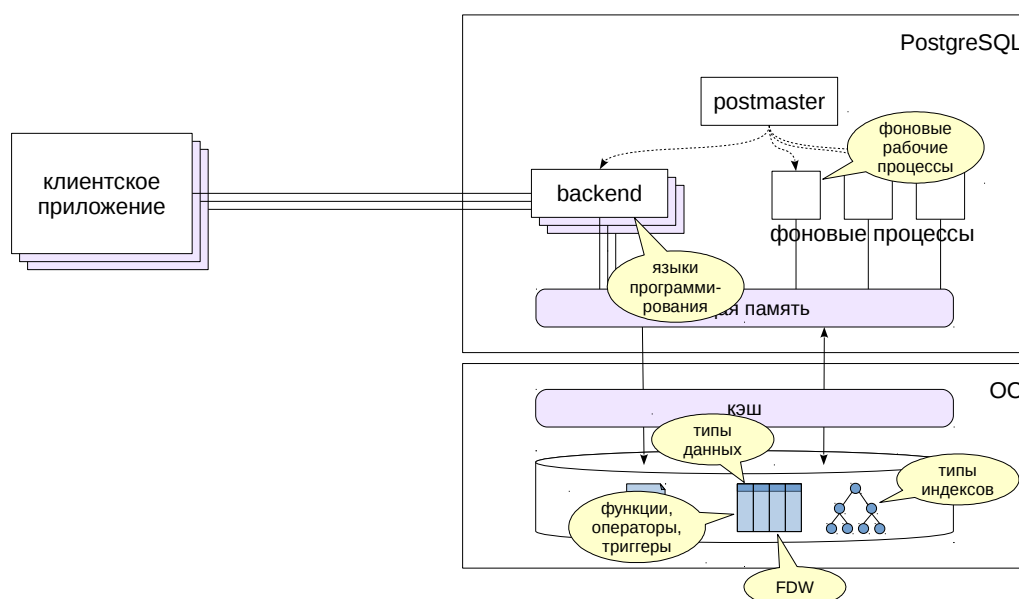 PostgreSQL
postmaster
фоновые
рабочие
процессы
клиентское
приложение
backend
фоновые процессы
языки
программи-
рования
память
ОС
кэш
типы
данных
типы
индексов
функции,
операторы,
триггеры
FDW